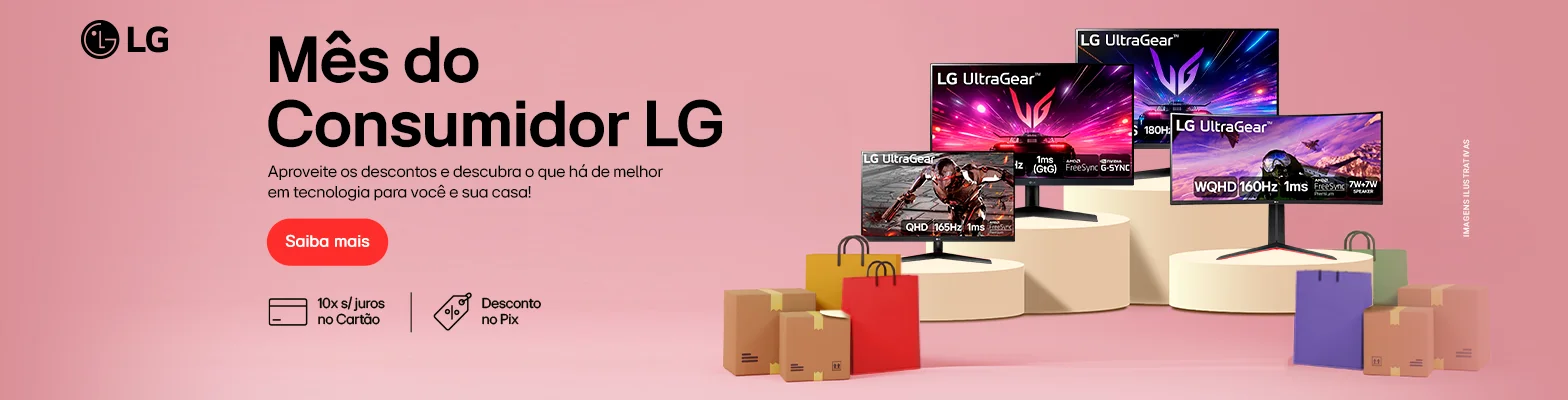 LG
Mês do
Consumidor LG
Aproveite os descontos e descubra o que há de melhor
em tecnologia para você e sua casa!
Saiba mais
10x s/ juros
no Cartão
Desconto
no Pix
LG UltraGear™
QHD 165Hz 1ms
LG UltraGear™
Hz 1ms
(GtG)
AMD
FreeSync
NVIDIA
G-SYNC
LG UltraGear™
S 180Hz
LG UltraGear™
WQHD 160Hz 1ms
AMD
FreeSync
Premium
7W+7W
SPEAKER
IMAGENS ILUSTRATIVAS